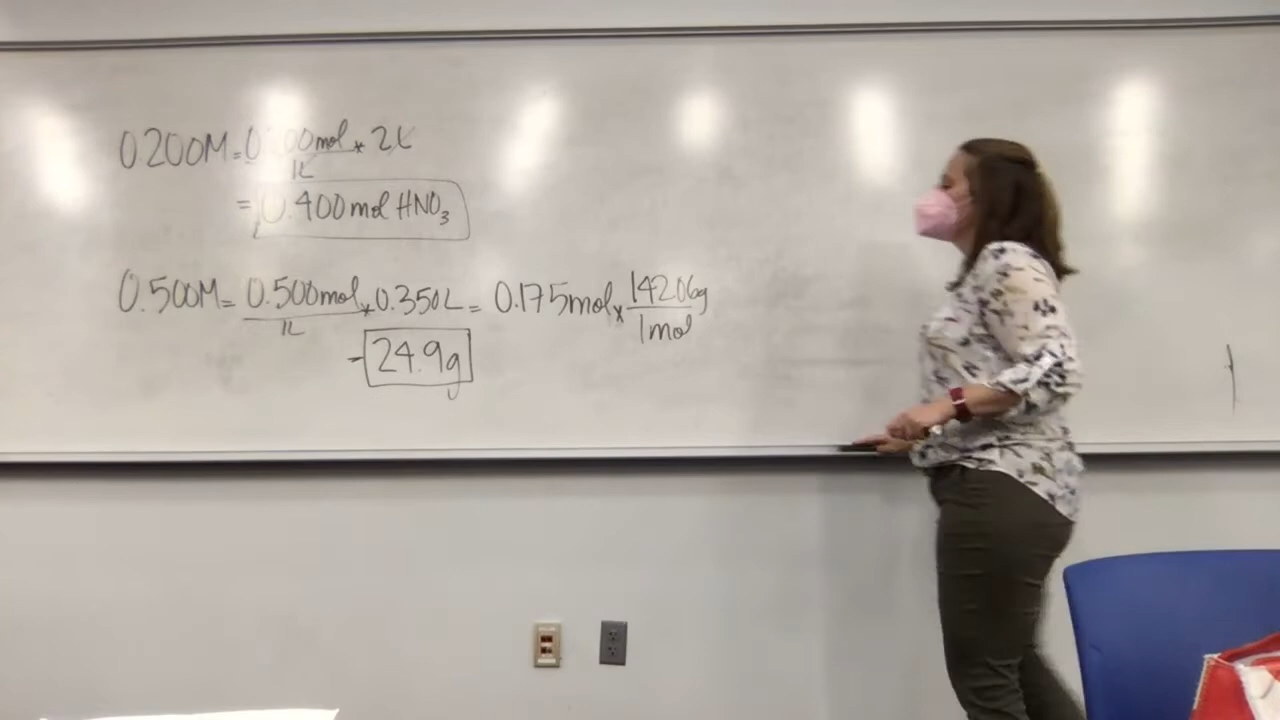 0.200M = 0.200mol/1L * 2L
= 0.400 mol HNO₃
0.500M = 0.500mol/1L * 0.350L = 0.175mol x 142.06g/1mol
= 24.9g